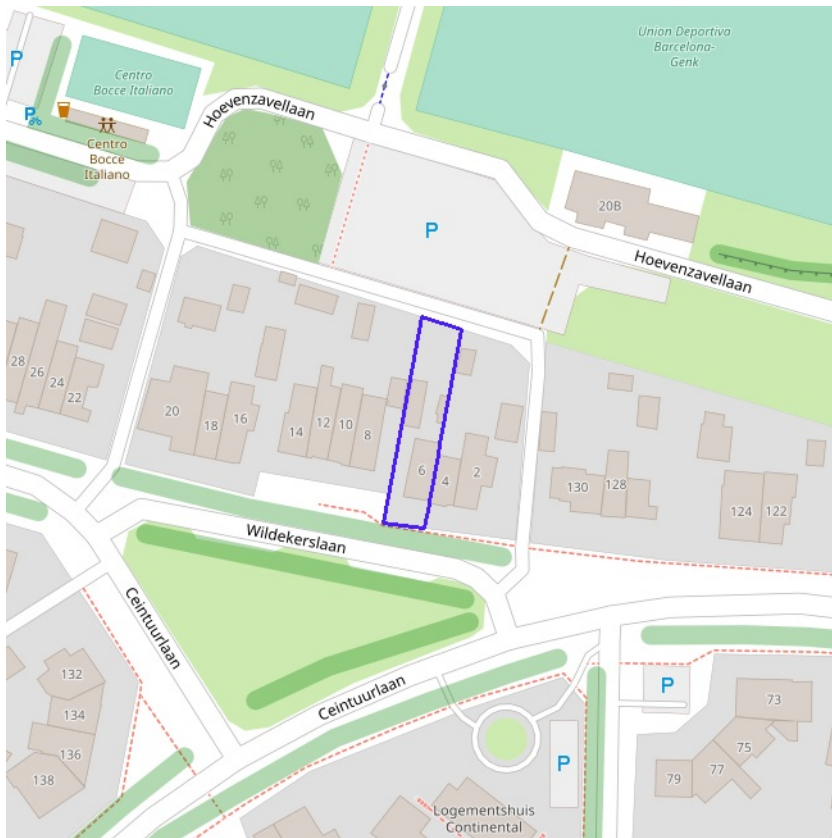 Union Deportiva
Barcelona-
Genk
P
Centro
Bocce Italiano
P
Centro
Bocce
Italiano
Hoevenzavellaan
20B
P
Hoevenzavellaan
28
26
24
22
20
18
16
14
12
10
8
6
4
2
130
128
124
122
Wildekerslaan
Ceintuurlaan
Ceintuurlaan
132
134
136
138
P
73
75
77
79
P
Logementshuis
Continental